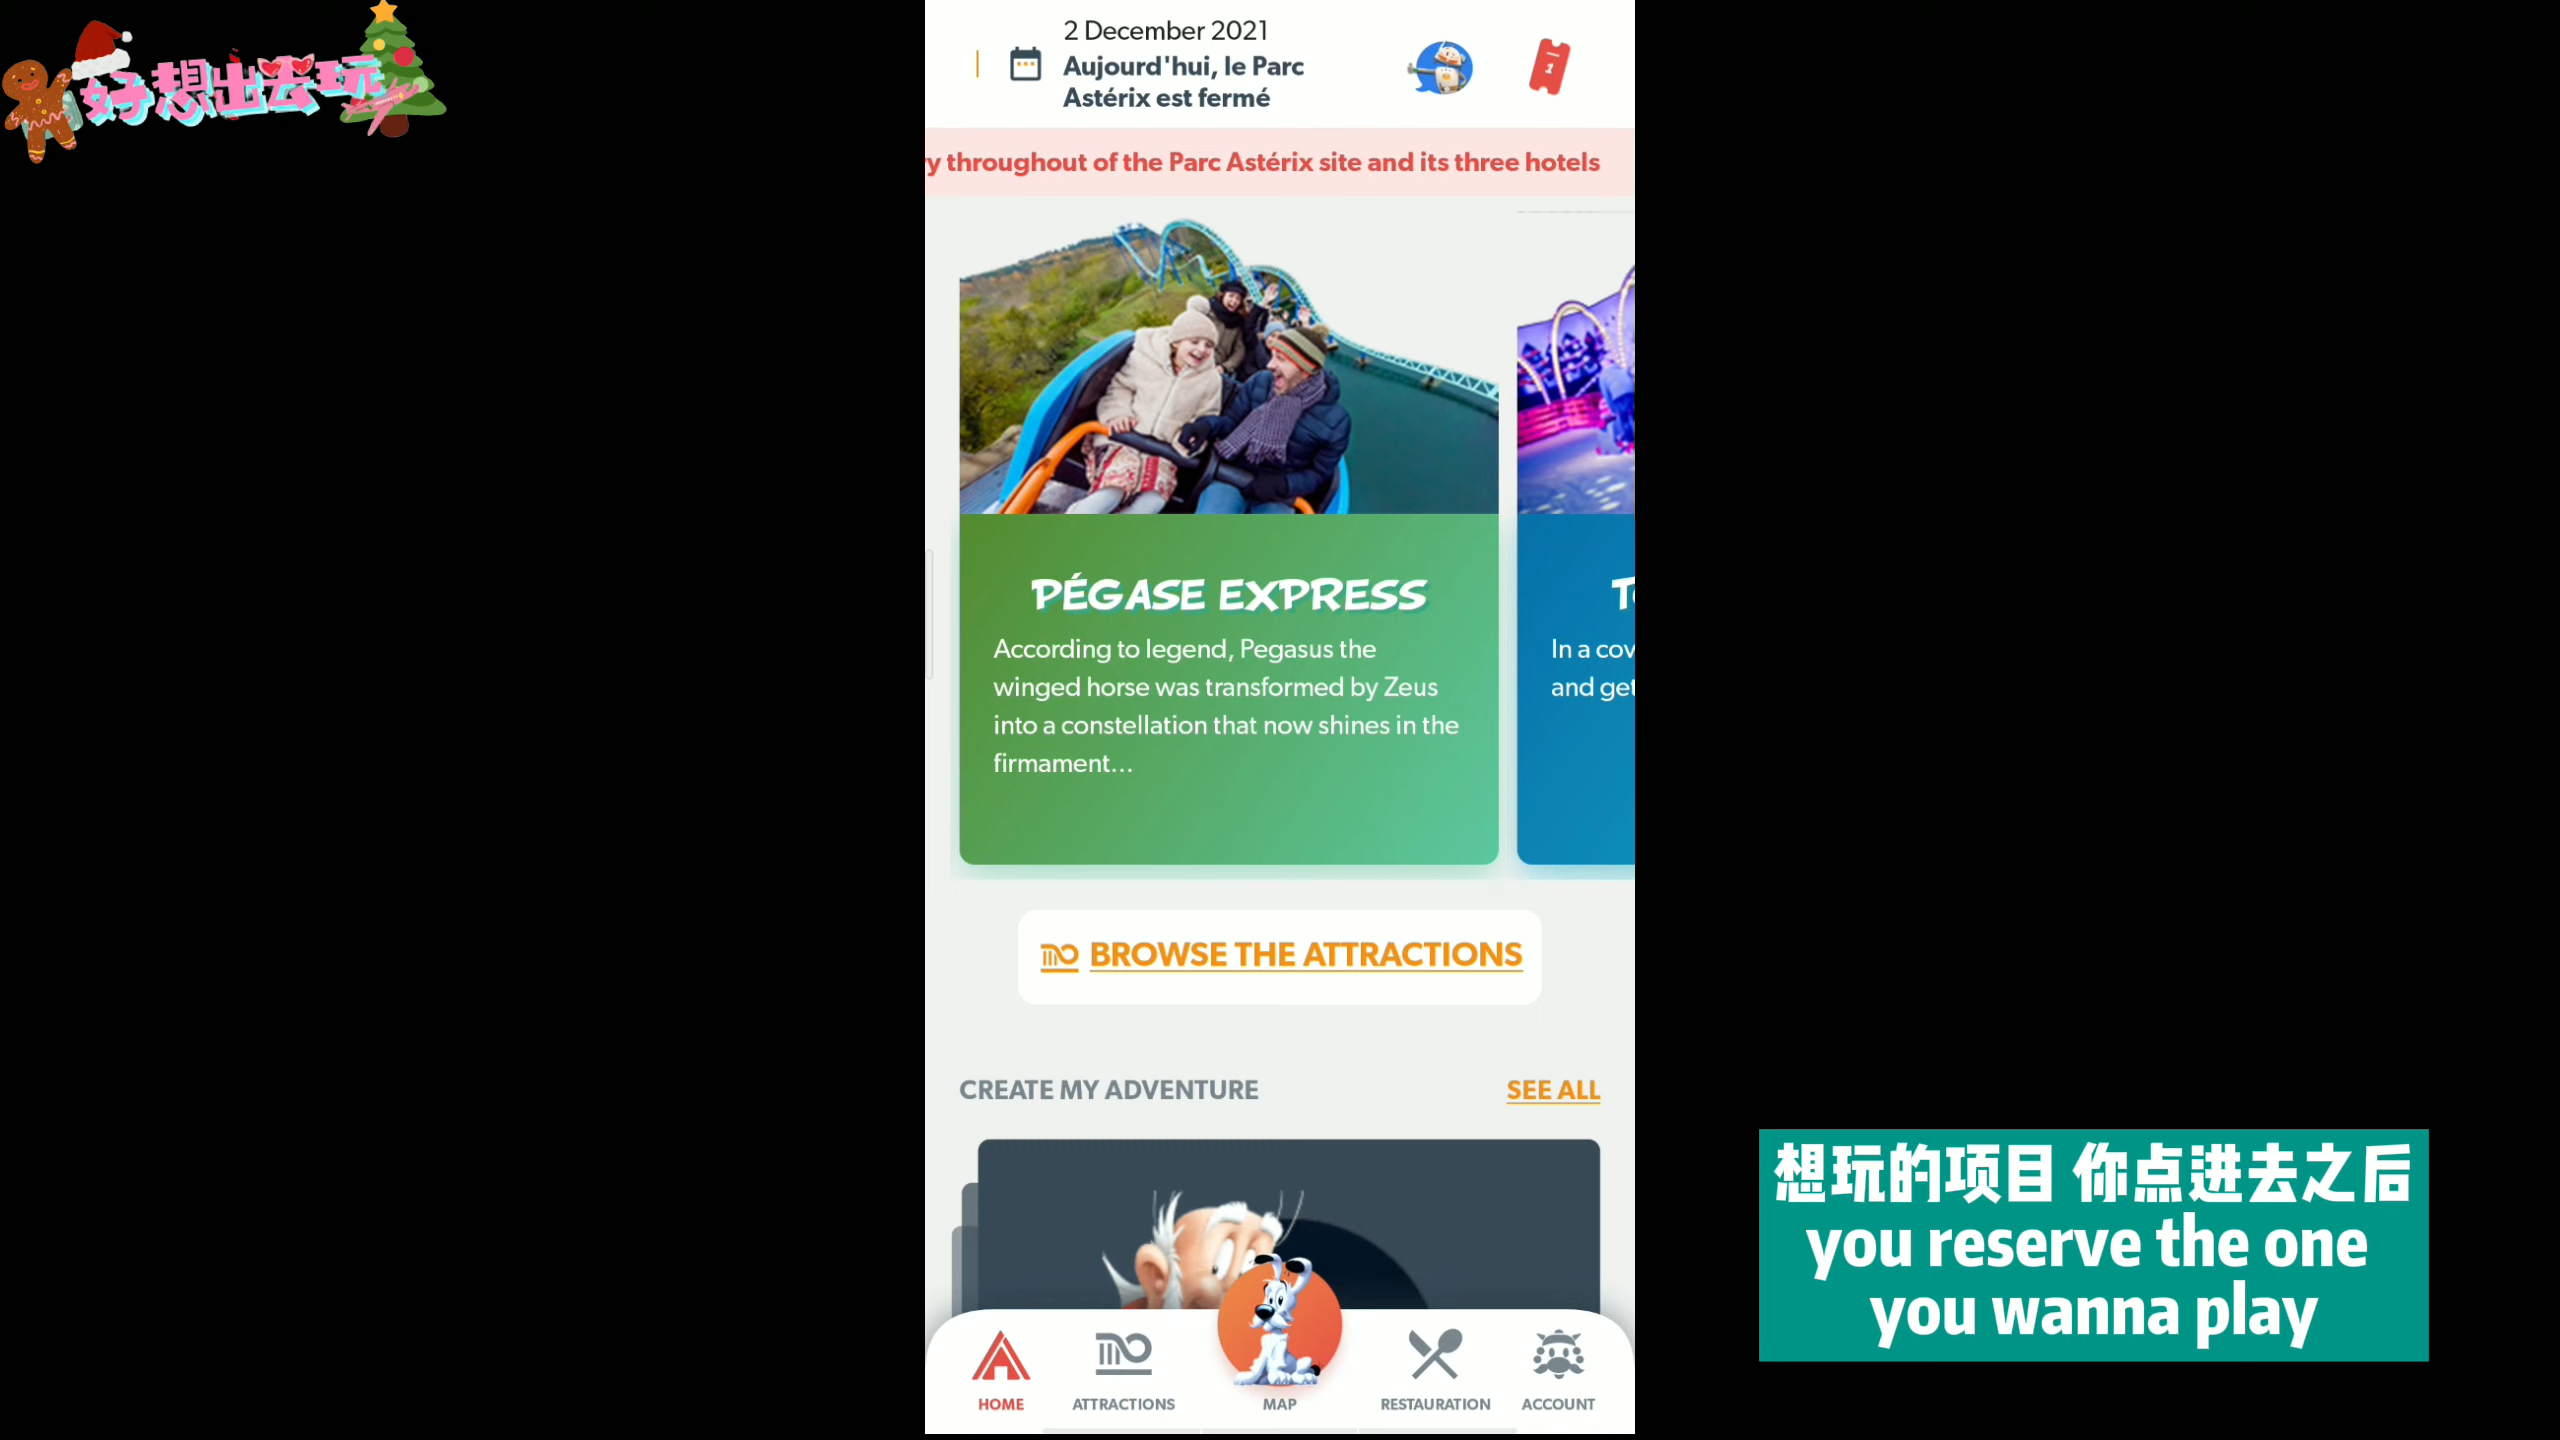 好想出去玩
2 December 2021
Aujourd'hui, le Parc
Astérix est fermé
1
y throughout of the Parc Astérix site and its three hotels
PÉGASE EXPRESS
According to legend, Pegasus the
winged horse was transformed by Zeus
into a constellation that now shines in the
firmament...
In a cov
and get
BROWSE THE ATTRACTIONS
CREATE MY ADVENTURE
SEE ALL
HOME
ATTRACTIONS
MAP
RESTAURATION
ACCOUNT
想玩的项目 你点进去之后
you reserve the one
you wanna play